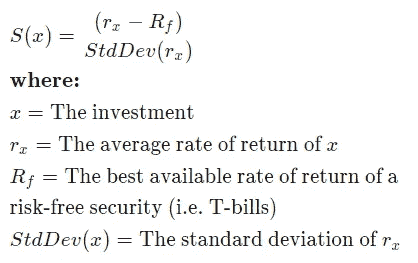 S(x) = (r_x − R_f)
StdDev(r_x)
where:
x = The investment
r_x = The average rate of return of x
R_f = The best available rate of return of a
risk-free security (i.e. T-bills)
StdDev(x) = The standard deviation of r_x